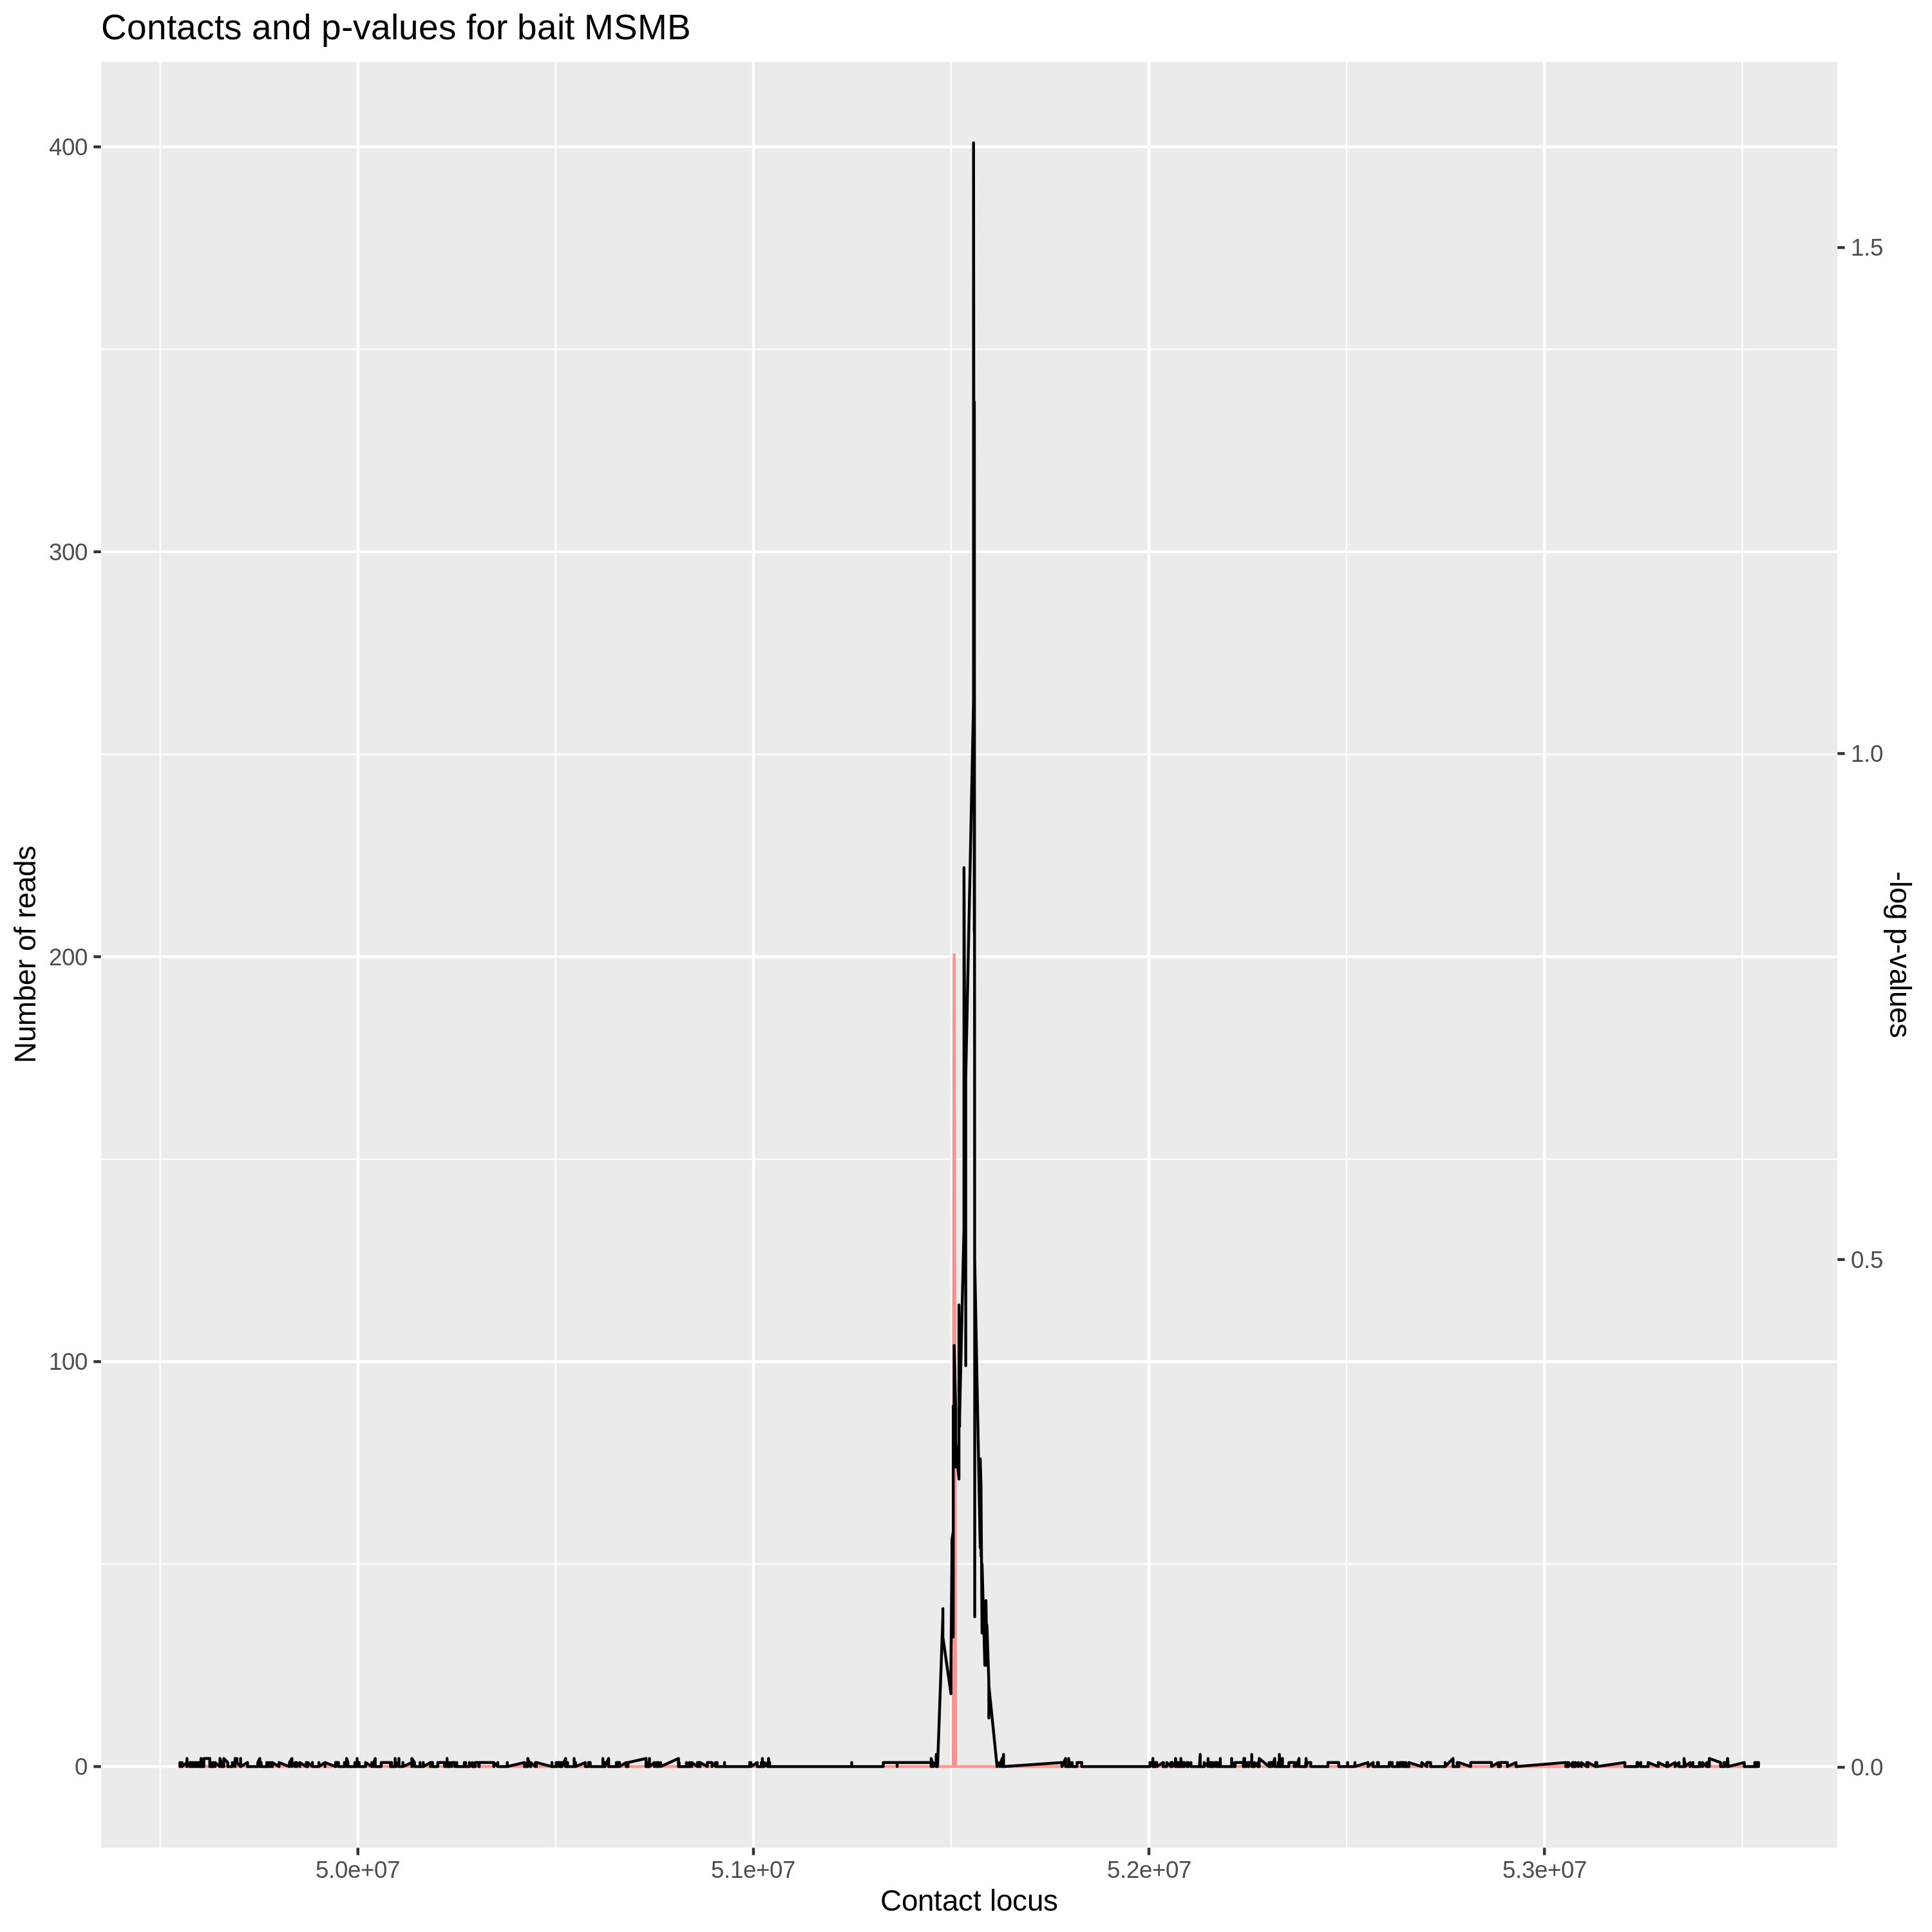 Contacts and p-values for bait MSMB
400
300
200
100
0
Number of reads
1.5
1.0
0.5
0.0
-log p-values
5.0e+07
5.1e+07
5.2e+07
5.3e+07
Contact locus